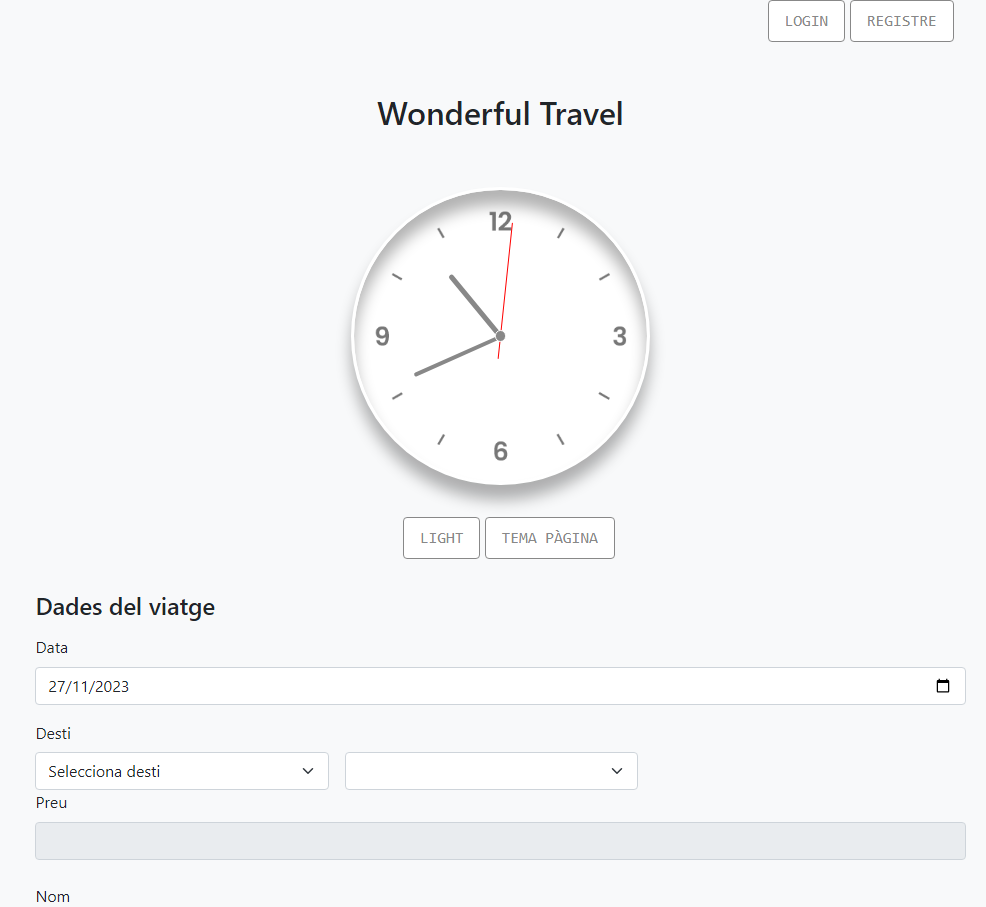 LOGIN REGISTRE
Wonderful Travel
12
9 3
6
LIGHT TEMA PÀGINA
Dades del viatge
Data
27/11/2023
Desti
Selecciona desti
Preu
Nom